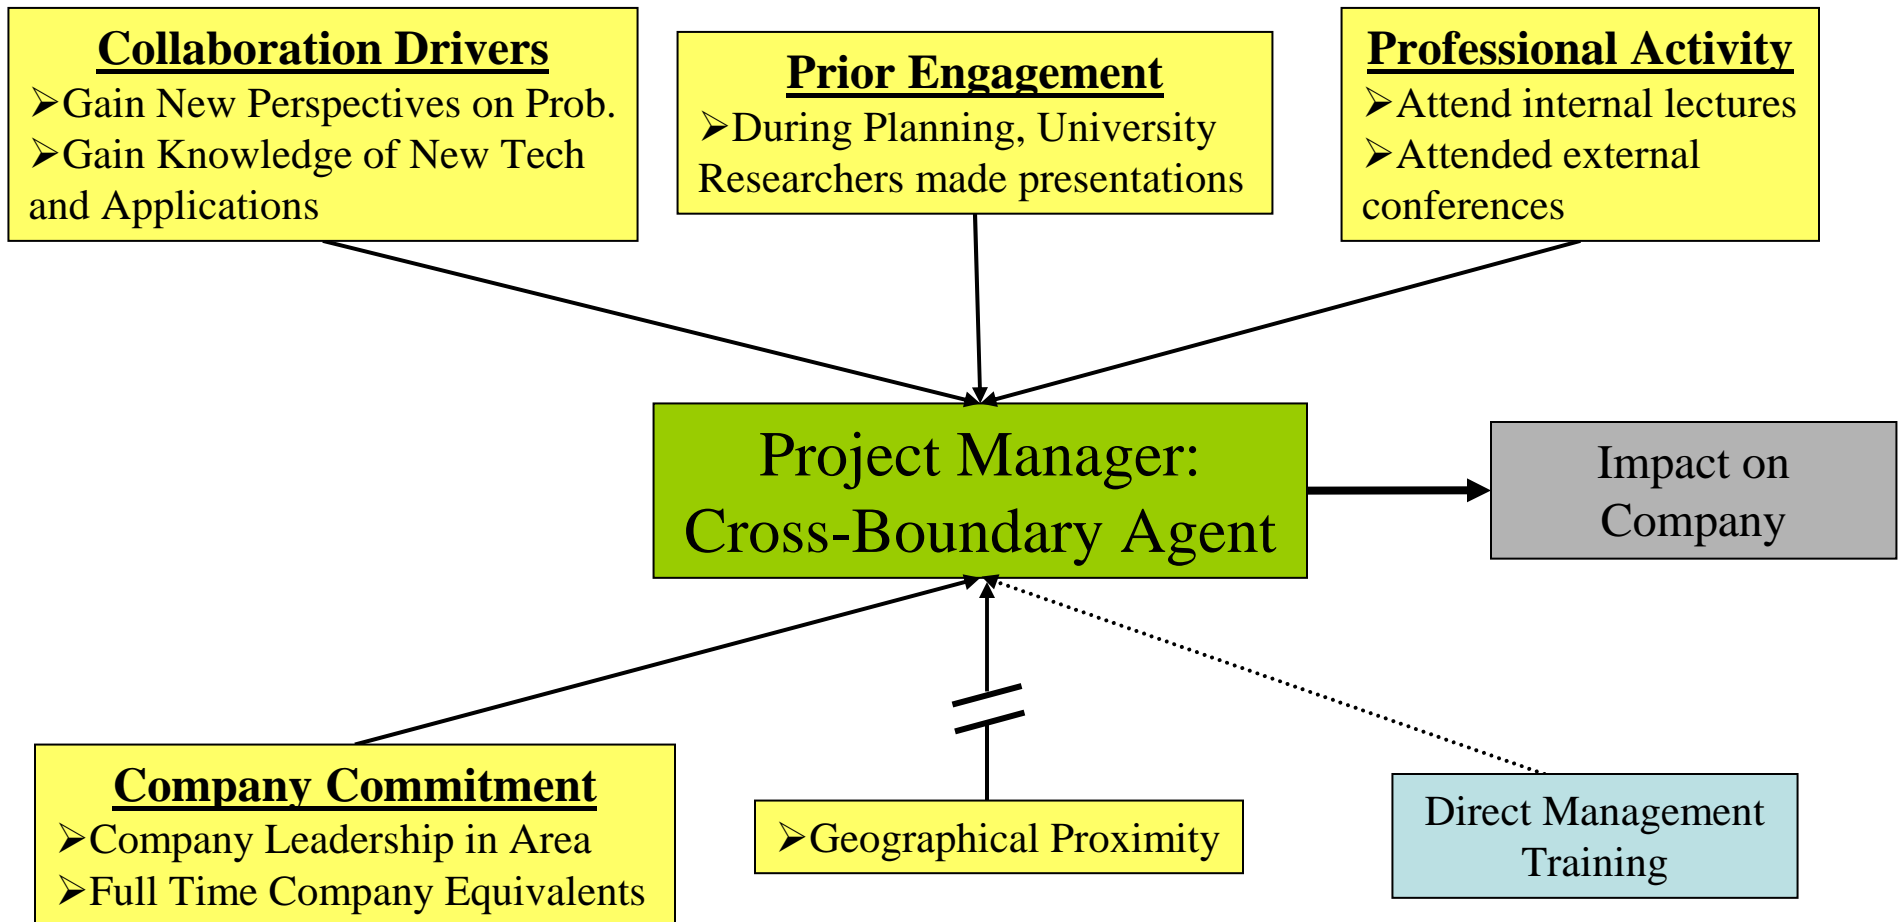 Collaboration Drivers
➢Gain New Perspectives on Prob.
➢Gain Knowledge of New Tech
and Applications
Prior Engagement
➢During Planning, University
Researchers made presentations
Professional Activity
➢Attend internal lectures
➢Attended external
conferences
Project Manager:
Cross-Boundary Agent
Impact on
Company
Company Commitment
➢Company Leadership in Area
➢Full Time Company Equivalents
➢Geographical Proximity
Direct Management
Training